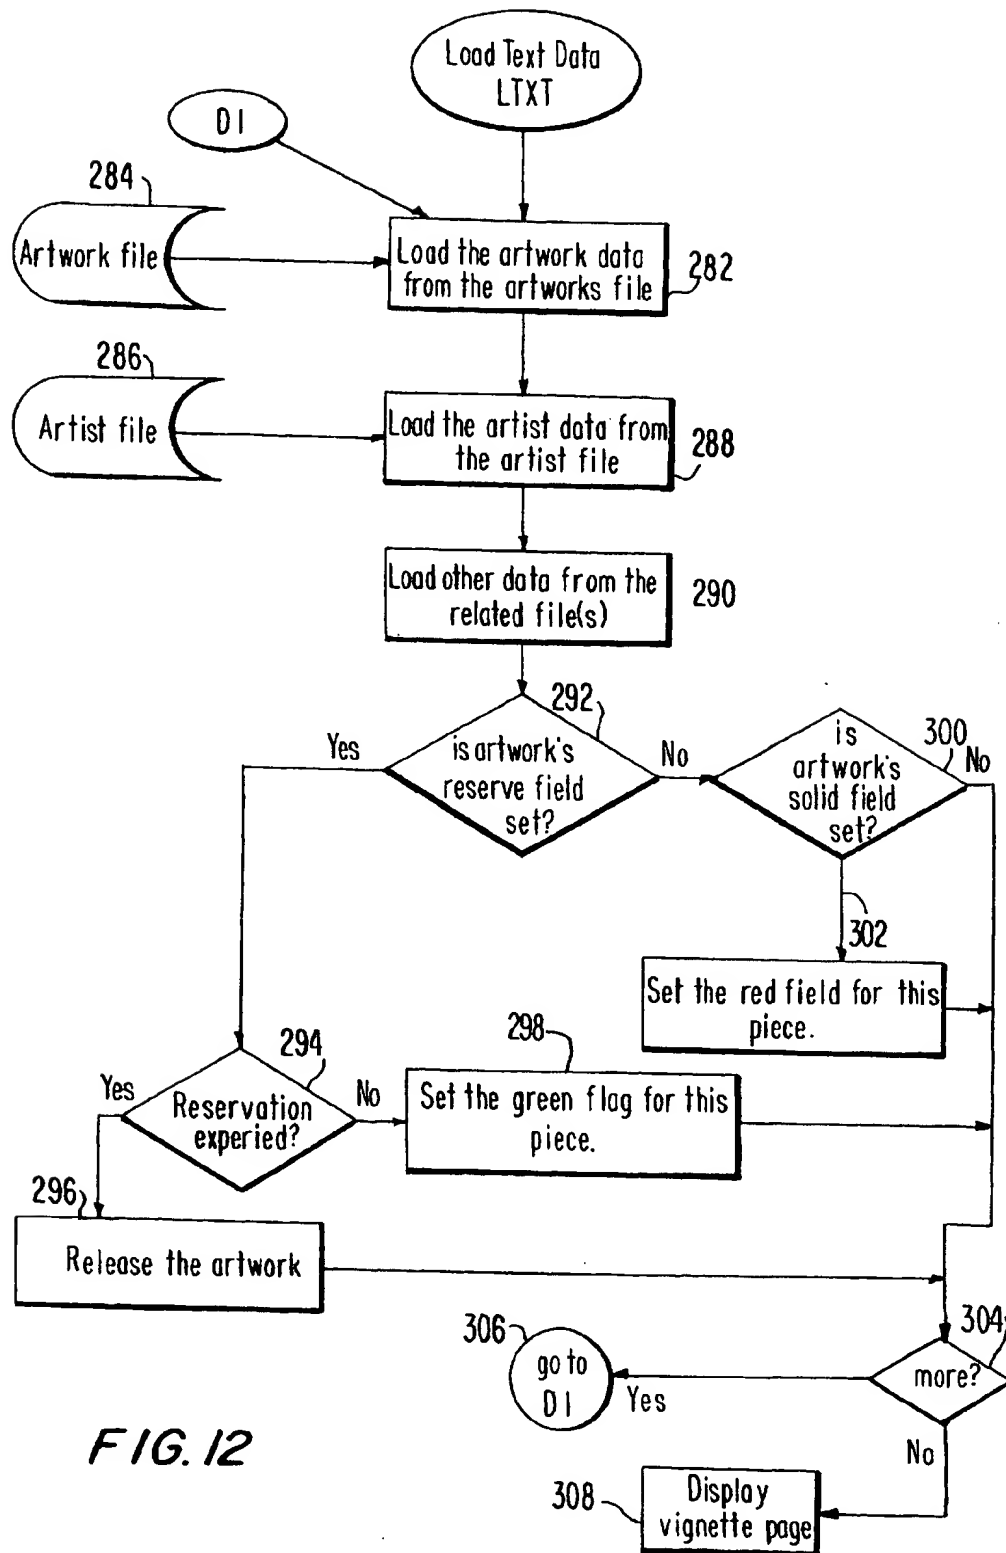 Load Text Data
LTXT
D1
284
Artwork file
Load the artwork data
from the artworks file
282
286
Artist file
Load the artist data from
the artist file
288
Load other data from the
related file(s)
290
292
Yes
is artwork's
reserve field
set?
No
300
is
artwork's
solid field
set?
No
302
Set the red field for this
piece.
294
Yes
Reservation
experied?
No
298
Set the green flag for this
piece.
296
Release the artwork
304
more?
306
go to
D1
Yes
No
308
Display
vignette page
FIG. 12